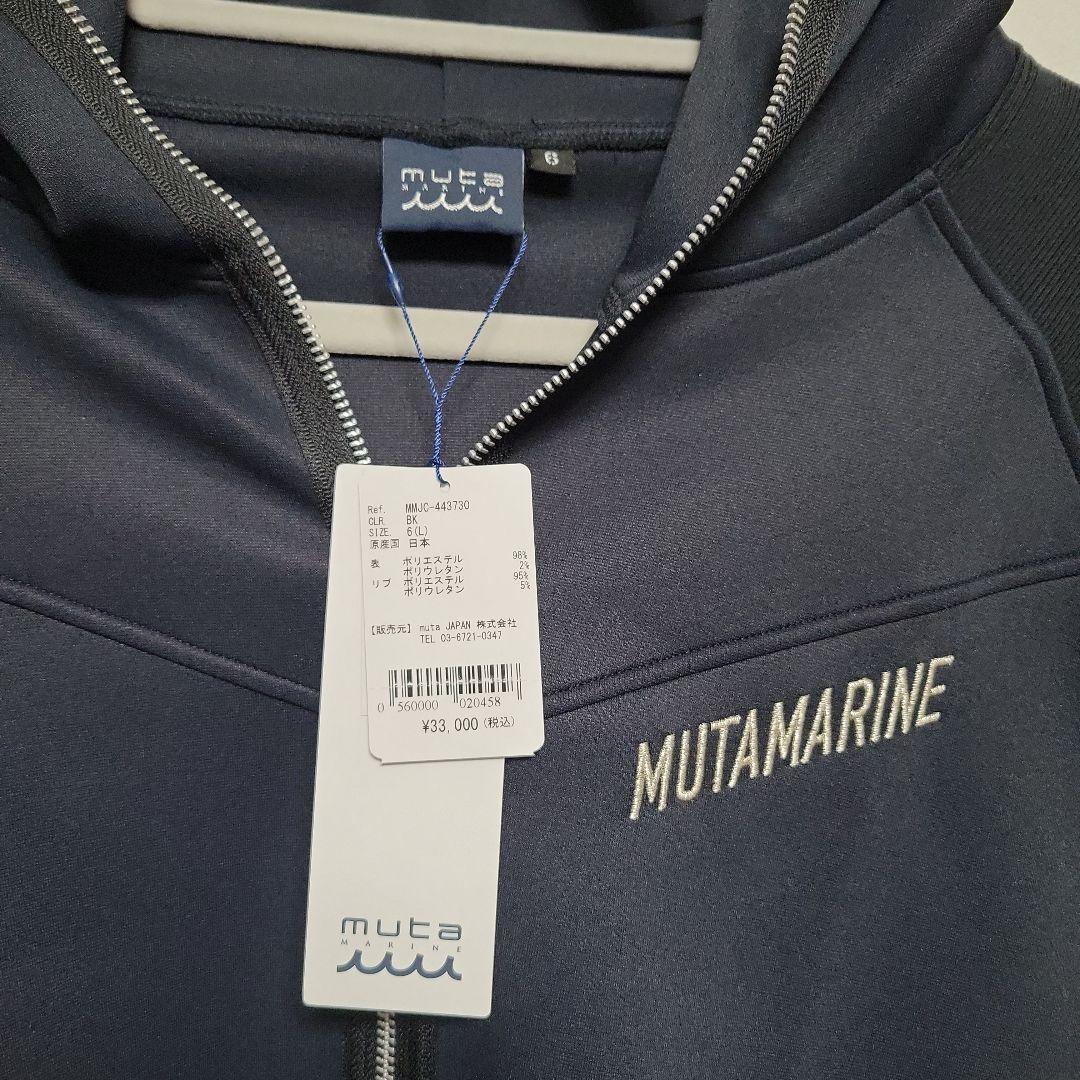 muta
MARINE
6
Ref. MMJC-443730
CLR. BK
SIZE. 6(L)
原産国 日本
表 ポリエステル 98%
ポリウレタン 2%
リブ ポリエステル 95%
ポリウレタン 5%
【販売元】 muta JAPAN 株式会社
TEL 03-6721-0347
0 560000 020458
¥33,000(税込)
MUTAMARINE
muta
MARINE